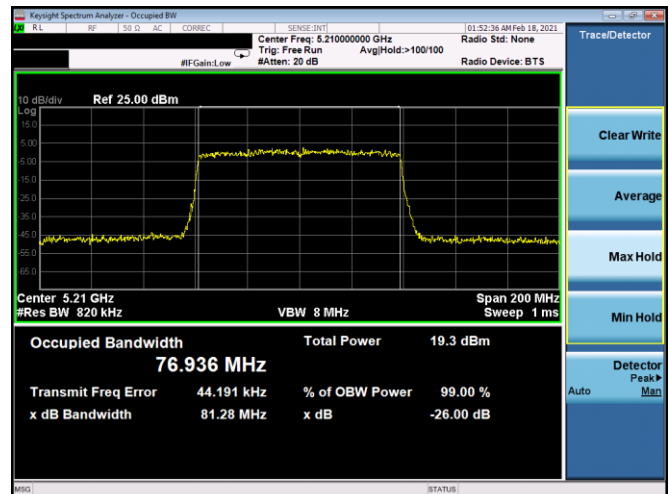 Keysight Spectrum Analyzer - Occupied BW
LXI RL RF 50 Ω AC CORREC SENSE:INT 01:52:36 AM Feb 18, 2021
Center Freq: 5.210000000 GHz Radio Std: None
Trig: Free Run Avg|Hold:>100/100
#IFGain:Low #Atten: 20 dB Radio Device: BTS
10 dB/div Ref 25.00 dBm
Log
15.0
5.00
-5.00
-15.0
-25.0
-35.0
-45.0
-55.0
-65.0
Center 5.21 GHz Span 200 MHz
#Res BW 820 kHz VBW 8 MHz Sweep 1 ms
Occupied Bandwidth Total Power 19.3 dBm
76.936 MHz
Transmit Freq Error 44.191 kHz % of OBW Power 99.00 %
x dB Bandwidth 81.28 MHz x dB -26.00 dB
MSG STATUS
Trace/Detector
Clear Write
Average
Max Hold
Min Hold
Detector
Peak▶
Auto Man